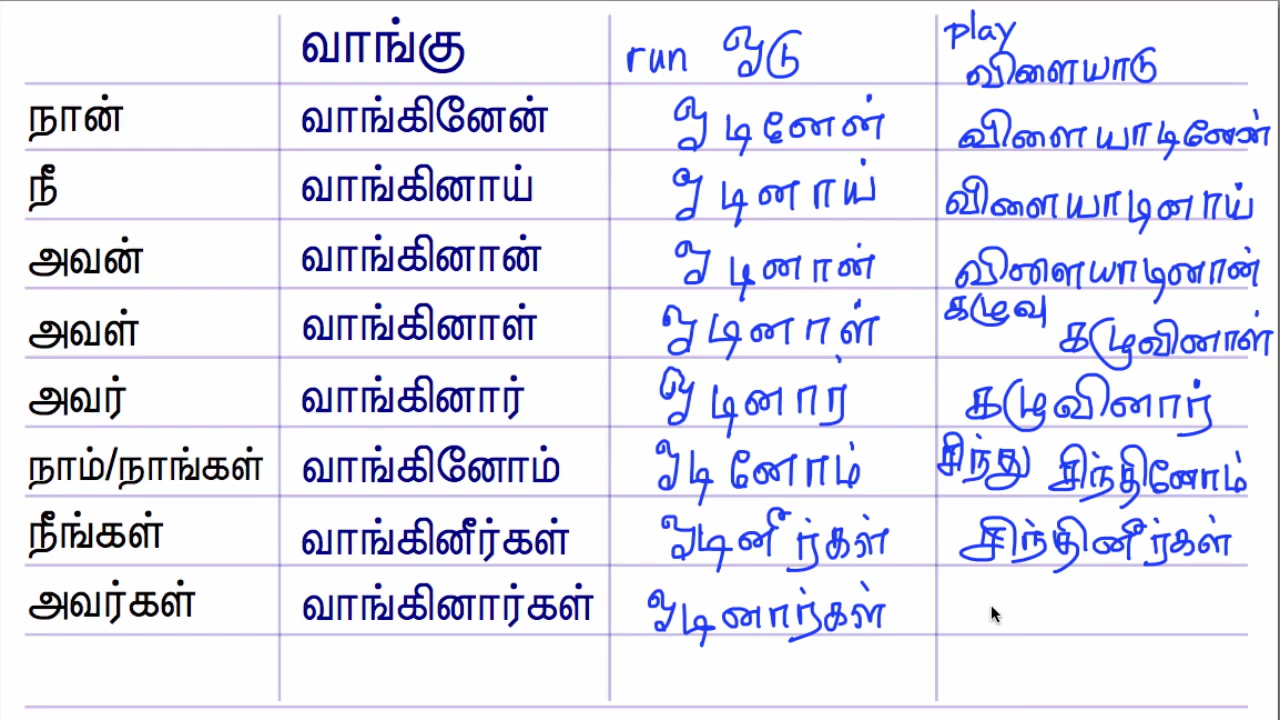 வாங்கு run ஓடு play விளையாடு
நான் வாங்கினேன் ஓடினேன் விளையாடினேன்
நீ வாங்கினாய் ஓடினாய் விளையாடினாய்
அவன் வாங்கினான் ஓடினான் விளையாடினான்
அவள் வாங்கினாள் ஓடினாள் கழுவு கழுவினாள்
அவர் வாங்கினார் ஓடினார் கழுவினார்
நாம்/நாங்கள் வாங்கினோம் ஓடினோம் சிந்து சிந்தினோம்
நீங்கள் வாங்கினீர்கள் ஓடினீர்கள் சிந்தினீர்கள்
அவர்கள் வாங்கினார்கள் ஓடினார்கள்